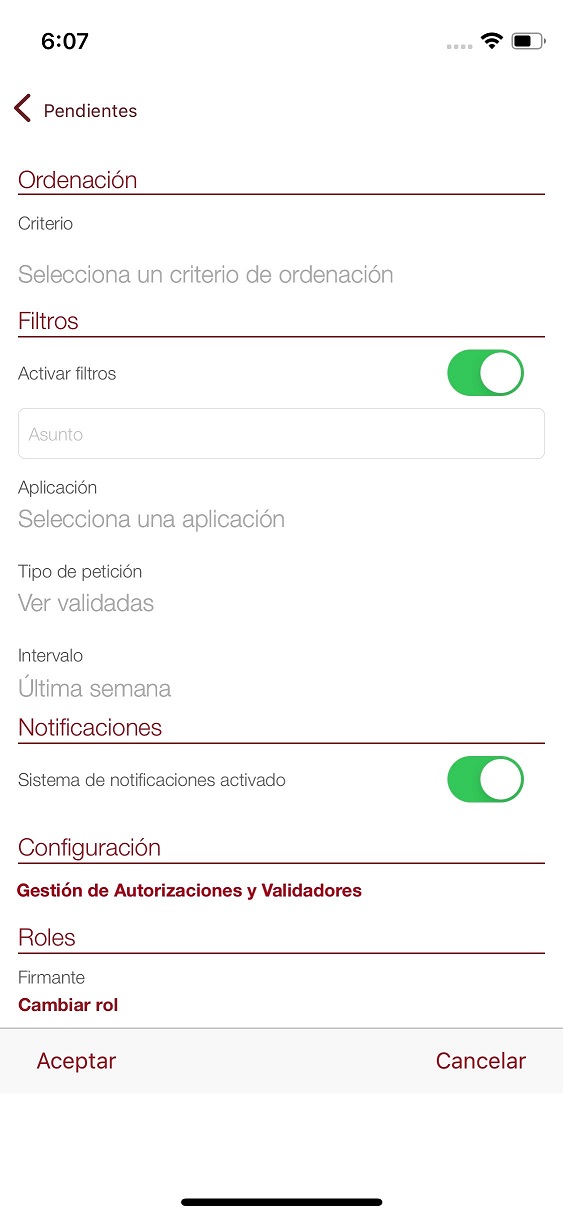 6:07
Pendientes
Ordenación
Criterio
Selecciona un criterio de ordenación
Filtros
Activar filtros
Asunto
Aplicación
Selecciona una aplicación
Tipo de petición
Ver validadas
Intervalo
Última semana
Notificaciones
Sistema de notificaciones activado
Configuración
Gestión de Autorizaciones y Validadores
Roles
Firmante
Cambiar rol
Aceptar Cancelar